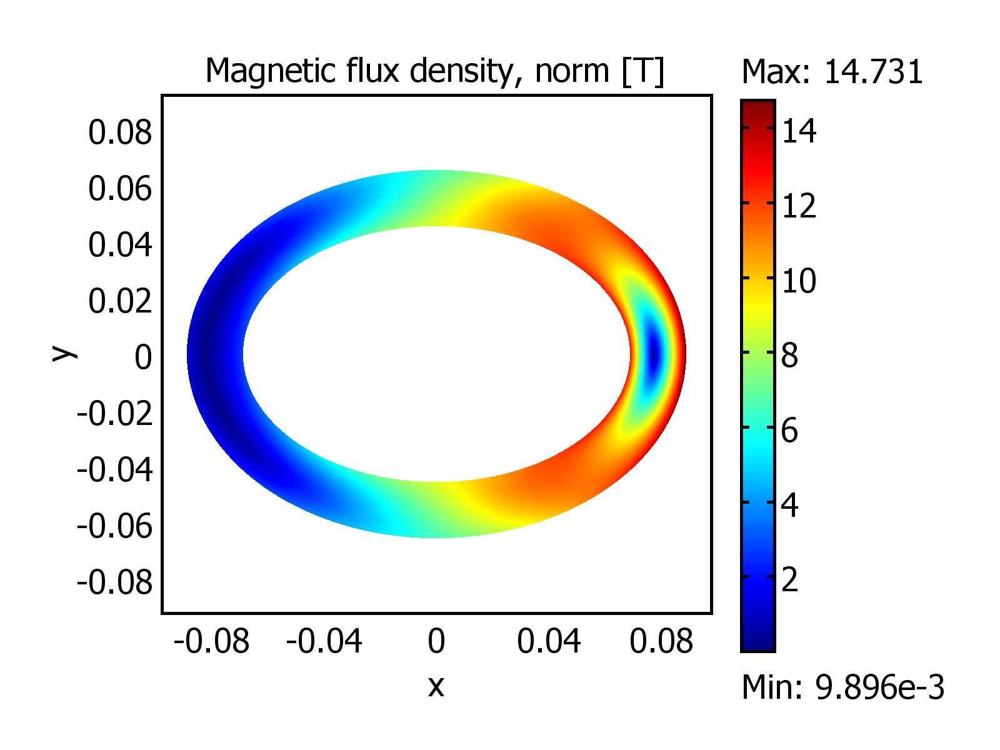 Magnetic flux density, norm [T]
Max: 14.731
0.08
0.06
0.04
0.02
0
-0.02
-0.04
-0.06
-0.08
y
-0.08 -0.04 0 0.04 0.08
x
14
12
10
8
6
4
2
Min: 9.896e-3